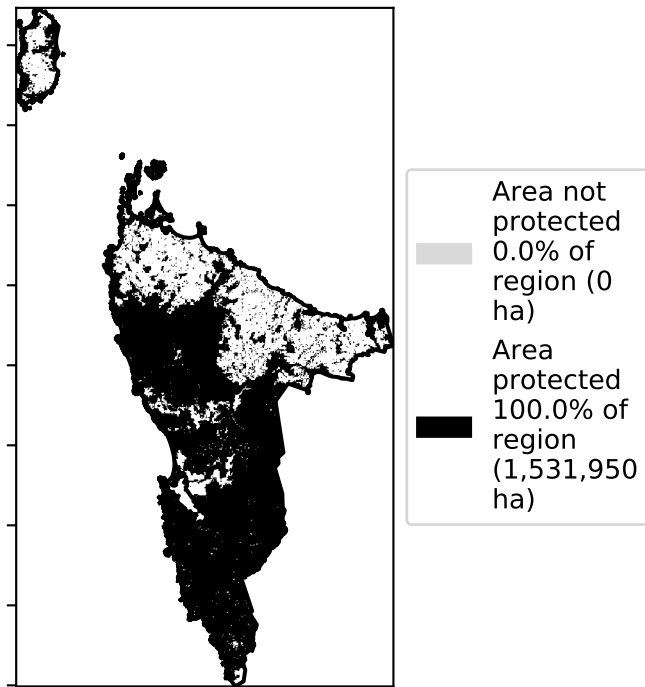 Area not
protected
0.0% of
region (0
ha)
Area
protected
100.0% of
region
(1,531,950
ha)